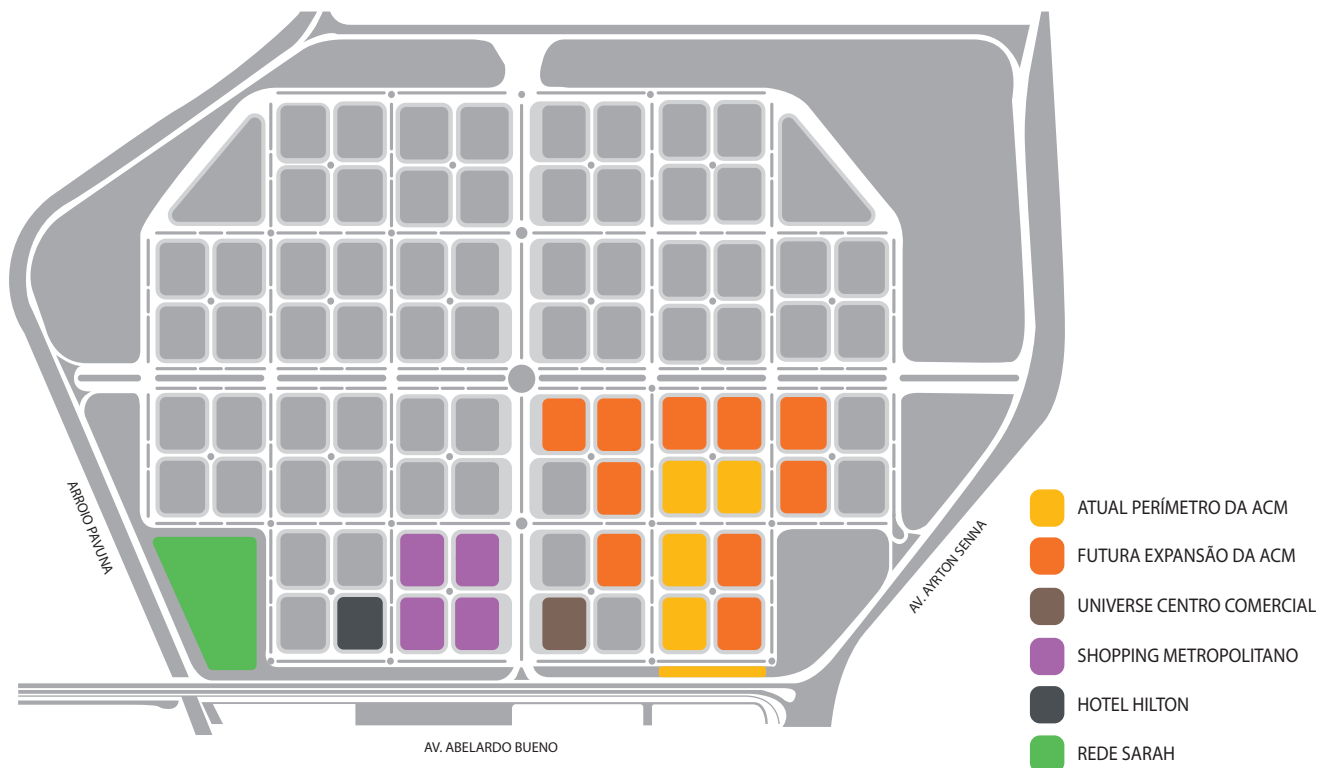 ARROIO PAVUNA
AV. AYRTON SENNA
AV. ABELARDO BUENO
ATUAL PERÍMETRO DA ACM
FUTURA EXPANSÃO DA ACM
UNIVERSE CENTRO COMERCIAL
SHOPPING METROPOLITANO
HOTEL HILTON
REDE SARAH